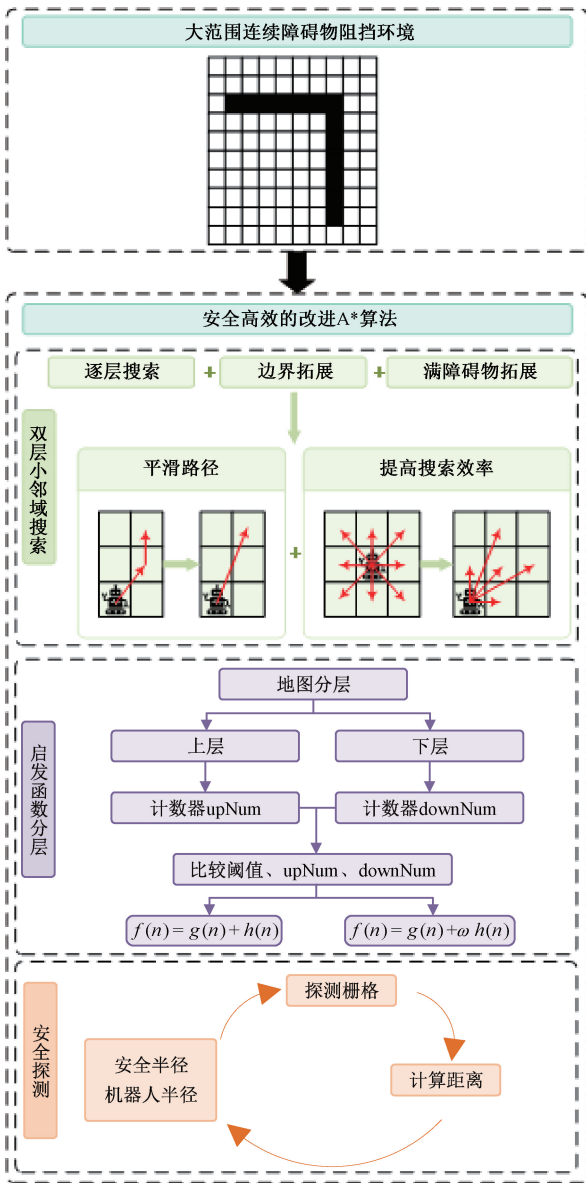 大范围连续障碍物阻挡环境
安全高效的改进A*算法
逐层搜索 + 边界拓展 + 满障碍物拓展
双层小邻域搜索
平滑路径 + 提高搜索效率
启发函数分层
地图分层
上层 下层
计数器upNum 计数器downNum
比较阈值、upNum、downNum
f(n) = g(n) + h(n) f(n) = g(n)+ω h(n)
安全探测
探测栅格
安全半径
机器人半径
计算距离